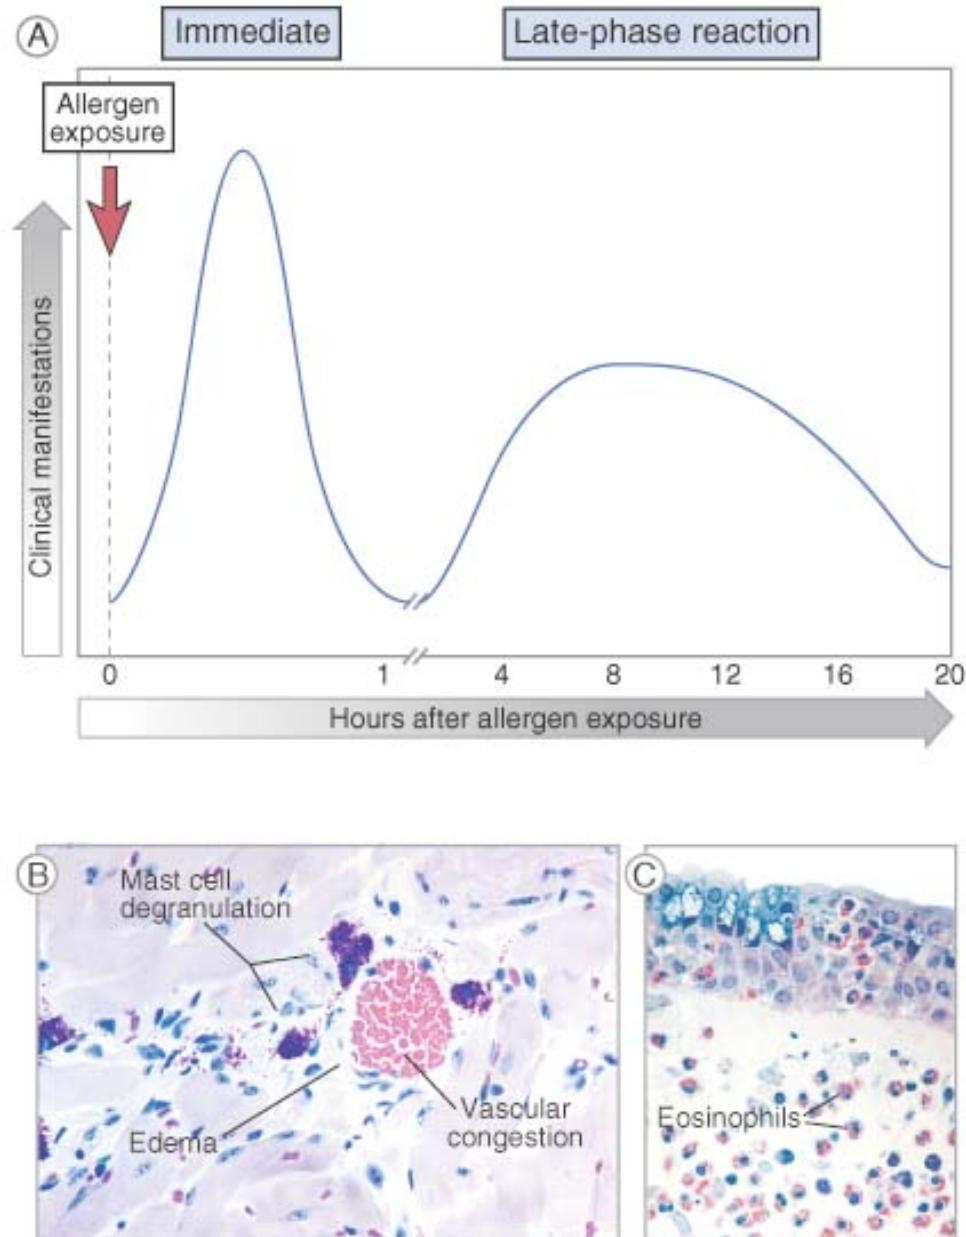 A
Immediate
Late-phase reaction
Allergen
exposure
Clinical manifestations
0 1 4 8 12 16 20
Hours after allergen exposure
B
Mast cell
degranulation
Edema
Vascular
congestion
C
Eosinophils